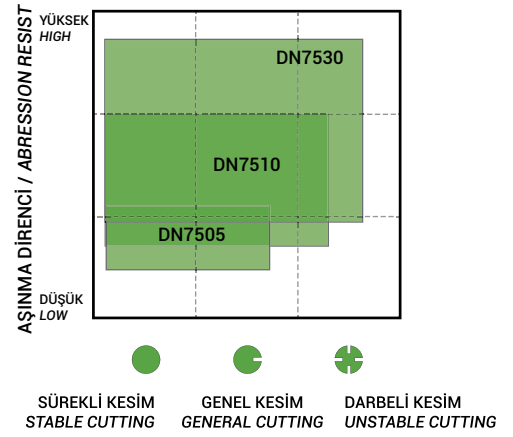 AŞINMA DİRENCİ / ABRESSION RESIST
YÜKSEK
HIGH
DN7530
DN7510
DN7505
DÜŞÜK
LOW
SÜREKLİ KESİM
STABLE CUTTING
GENEL KESİM
GENERAL CUTTING
DARBELİ KESİM
UNSTABLE CUTTING